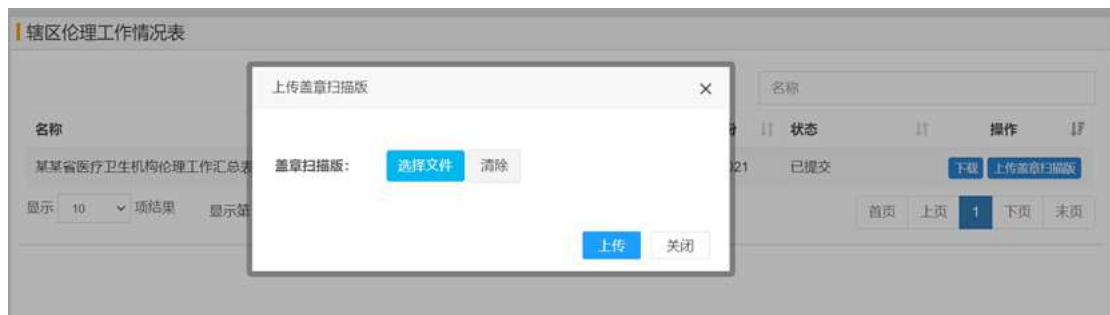 辖区伦理工作情况表
上传盖章扫描版 ×
名称
名称 状态 操作
某某省医疗卫生机构伦理工作汇总表 021 已提交 下载 上传盖章扫描版
盖章扫描版: 选择文件 清除
显示 10 项结果 显示第 首页 上页 1 下页 末页
上传 关闭